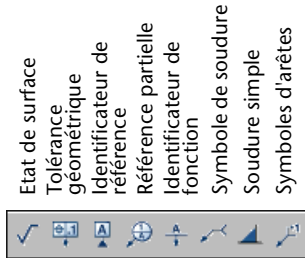 Etat de surface
Tolérance
géométrique
Identificateur de
référence
Référence partielle
Identificateur de
fonction
Symbole de soudure
Soudure simple
Symboles d'arêtes
.1
A
A